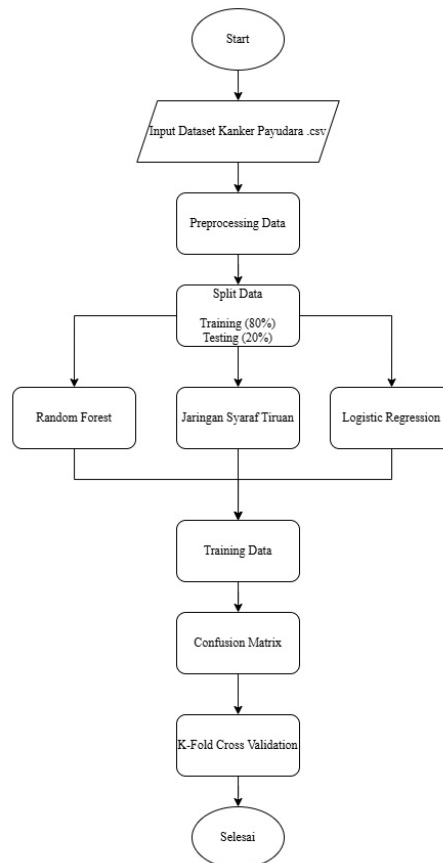 Start
Input Dataset Kanker Payudara .csv
Preprocessing Data
Split Data
Training (80%)
Testing (20%)
Random Forest
Jaringan Syaraf Tiruan
Logistic Regression
Training Data
Confusion Matrix
K-Fold Cross Validation
Selesai